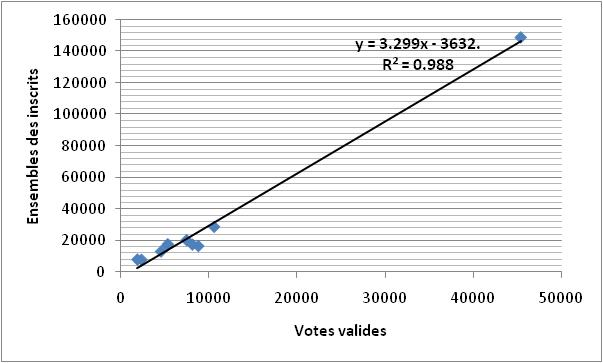 160000
140000
120000
100000
80000
60000
40000
20000
0
y = 3.299x - 3632.
R² = 0.988
Ensembles des inscrits
0 10000 20000 30000 40000 50000
Votes valides